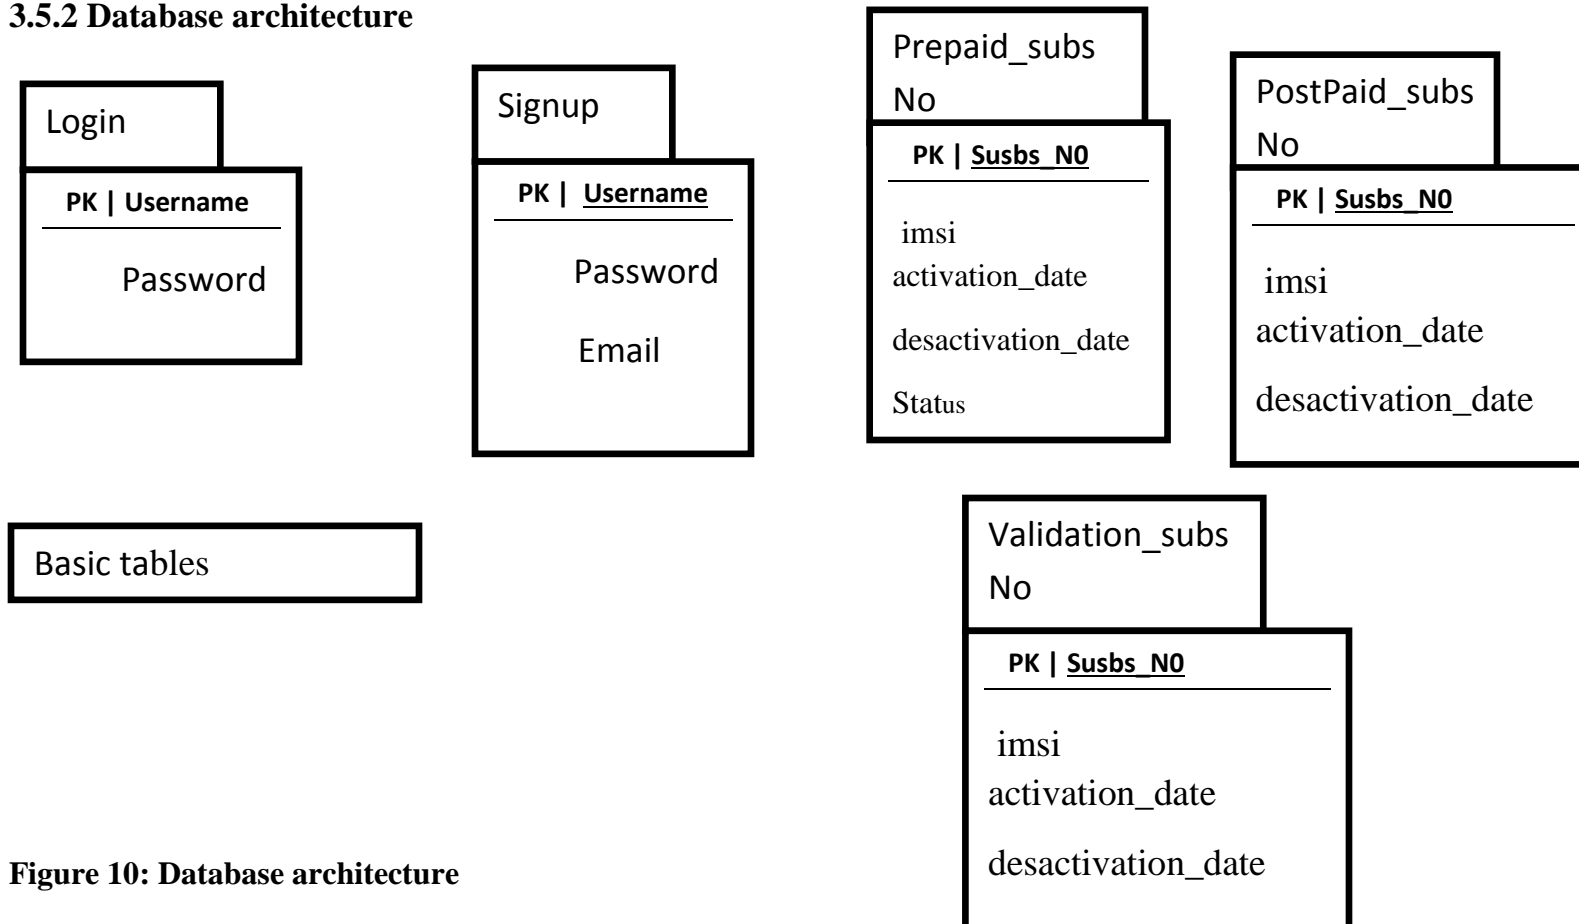 3.5.2 Database architecture
Login
PK | Username
Password
Signup
PK | Username
Password
Email
Prepaid_subs
No
PK | Susbs_N0
imsi
activation_date
desactivation_date
Status
PostPaid_subs
No
PK | Susbs_N0
imsi
activation_date
desactivation_date
Basic tables
Validation_subs
No
PK | Susbs_N0
imsi
activation_date
desactivation_date
Figure 10: Database architecture